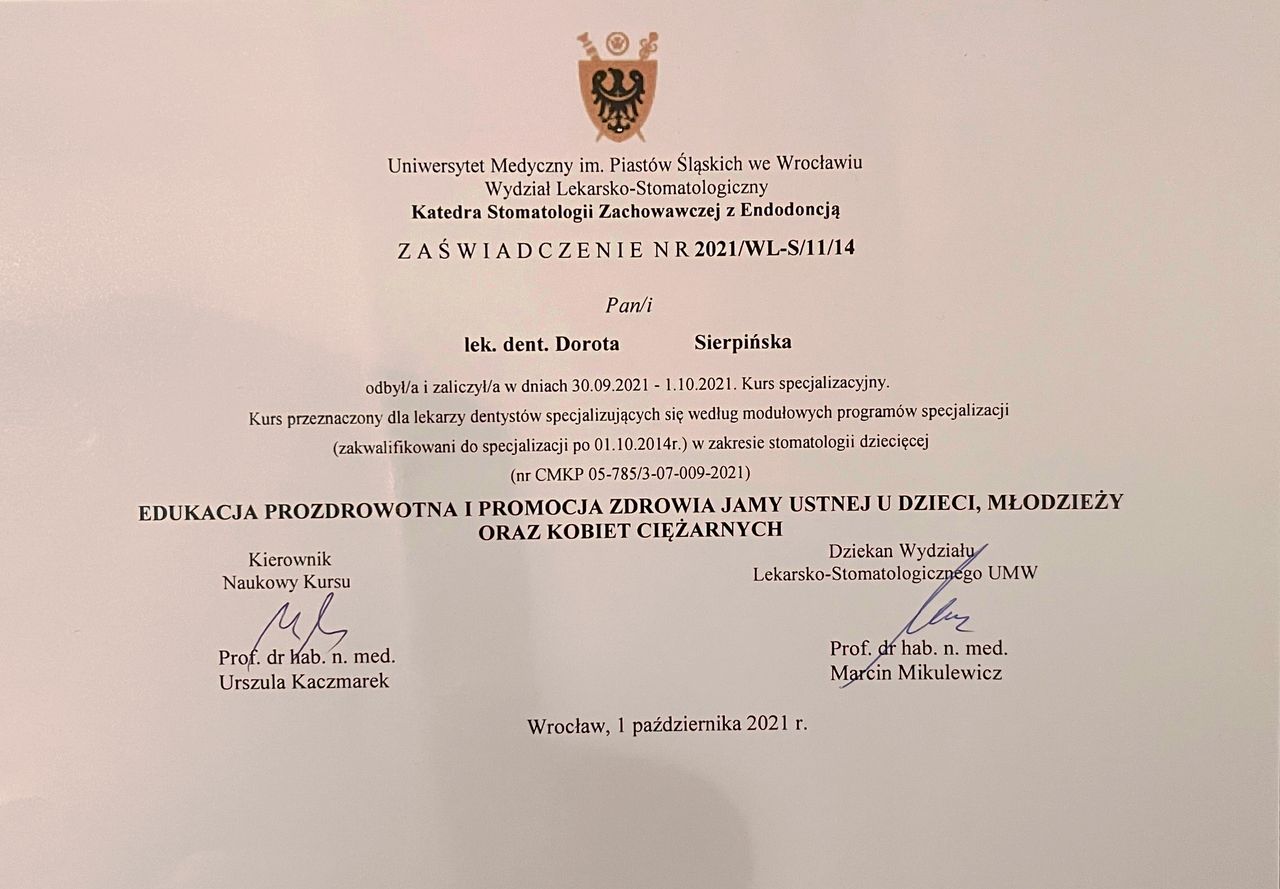 Uniwersytet Medyczny im. Piastów Śląskich we Wrocławiu
Wydział Lekarsko-Stomatologiczny
Katedra Stomatologii Zachowawczej z Endodoncją
ZAŚWIADCZENIE NR 2021/WL-S/11/14
Pan/i
lek. dent. Dorota Sierpińska
odbył/a i zaliczył/a w dniach 30.09.2021 - 1.10.2021. Kurs specjalizacyjny.
Kurs przeznaczony dla lekarzy dentystów specjalizujących się według modułowych programów specjalizacji
(zakwalifikowani do specjalizacji po 01.10.2014r.) w zakresie stomatologii dziecięcej
(nr CMKP 05-785/3-07-009-2021)
EDUKACJA PROZDROWOTNA I PROMOCJA ZDROWIA JAMY USTNEJ U DZIECI, MŁODZIEŻY
ORAZ KOBIET CIĘŻARNYCH
Kierownik
Naukowy Kursu
Prof. dr hab. n. med.
Urszula Kaczmarek
Dziekan Wydziału
Lekarsko-Stomatologicznego UMW
Prof. dr hab. n. med.
Marcin Mikulewicz
Wrocław, 1 października 2021 r.